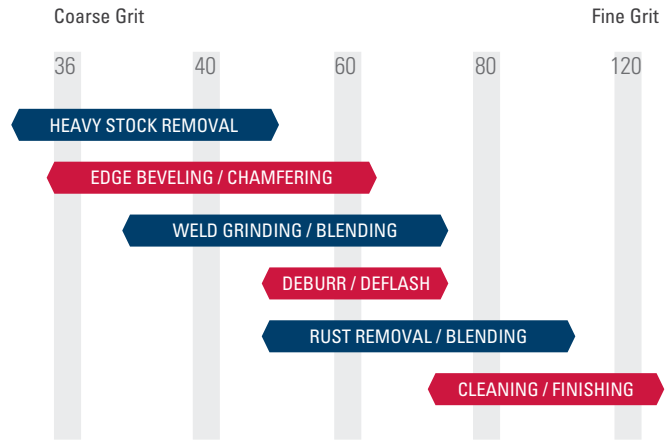 Coarse Grit Fine Grit
36 40 60 80 120
HEAVY STOCK REMOVAL
EDGE BEVELING / CHAMFERING
WELD GRINDING / BLENDING
DEBURR / DEFLASH
RUST REMOVAL / BLENDING
CLEANING / FINISHING